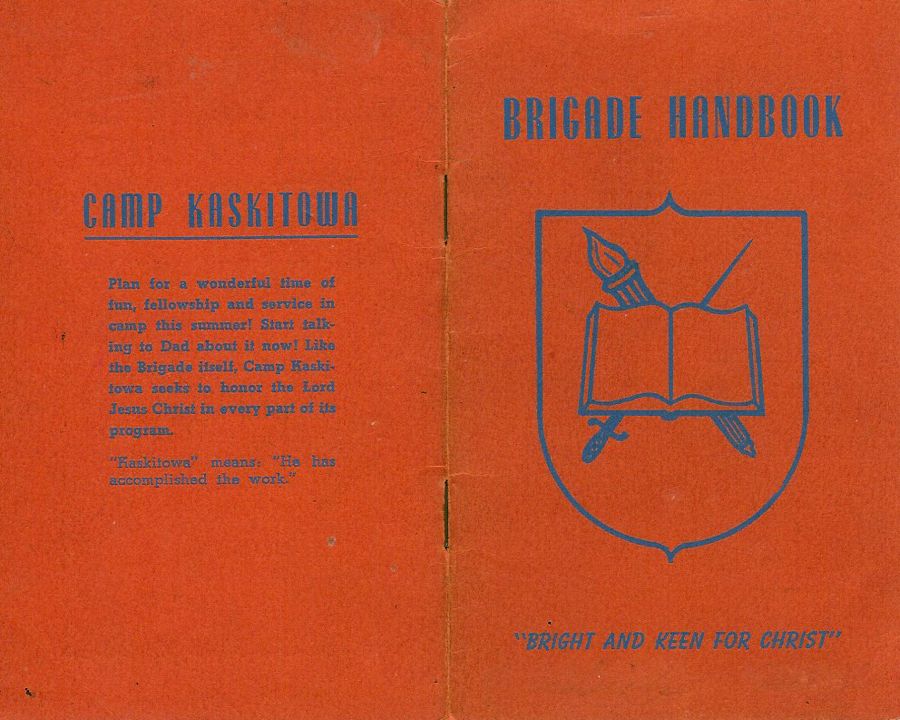 CAMP KASKITOWA
Plan for a wonderful time of
fun, fellowship and service in
camp this summer! Start talk-
ing to Dad about it now! Like
the Brigade itself, Camp Kaski-
towa seeks to honor the Lord
Jesus Christ in every part of its
program.
"Kaskitowa" means: "He has
accomplished the work."
BRIGADE HANDBOOK
"BRIGHT AND KEEN FOR CHRIST"